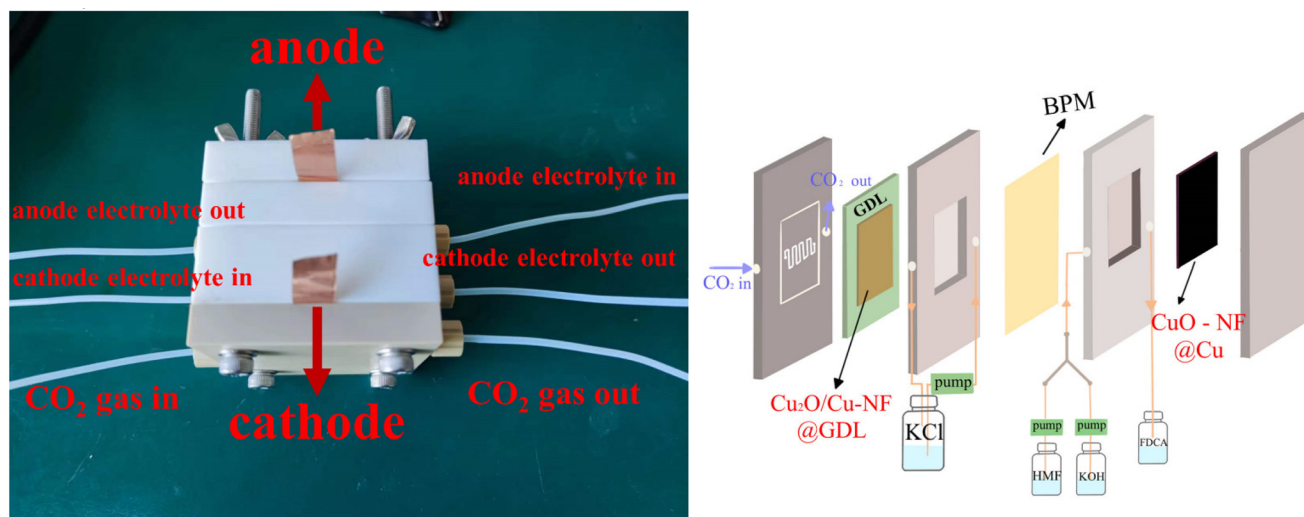 anode
anode electrolyte in
anode electrolyte out
cathode electrolyte in
cathode electrolyte out
CO₂ gas in
CO₂ gas out
cathode
BPM
CO₂ out
GDL
CO₂ in
CuO - NF
@Cu
Cu₂O/Cu-NF
@GDL
pump
KCl
pump
pump
HMF
KOH
FDCA